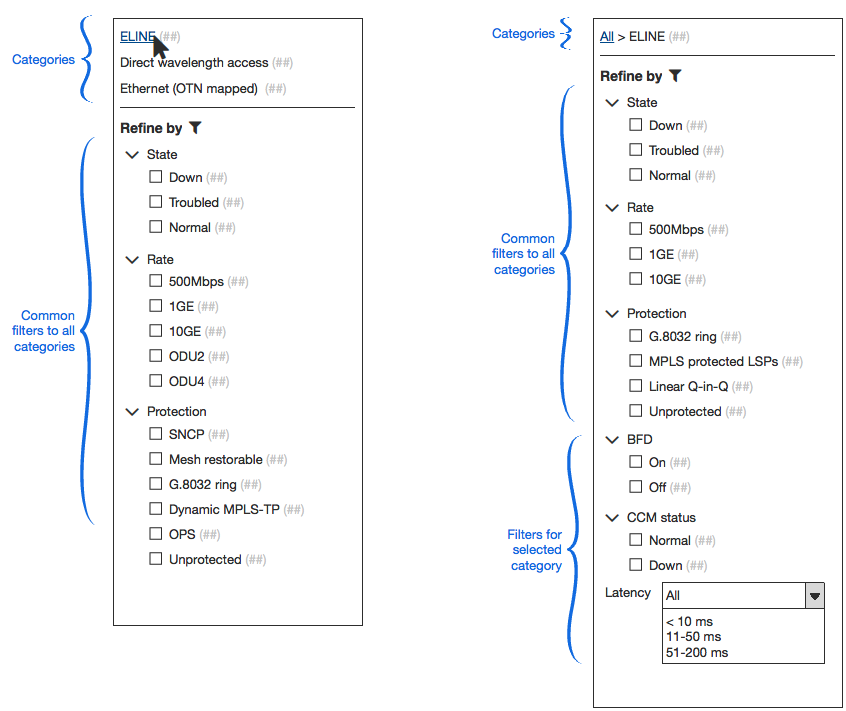 Categories
ELINE (##)
Direct wavelength access (##)
Ethernet (OTN mapped) (##)
Refine by
Common
filters to all
categories
State
Down (##)
Troubled (##)
Normal (##)
Rate
500Mbps (##)
1GE (##)
10GE (##)
ODU2 (##)
ODU4 (##)
Protection
SNCP (##)
Mesh restorable (##)
G.8032 ring (##)
Dynamic MPLS-TP (##)
OPS (##)
Unprotected (##)
Categories
All > ELINE (##)
Refine by
Common
filters to all
categories
State
Down (##)
Troubled (##)
Normal (##)
Rate
500Mbps (##)
1GE (##)
10GE (##)
Protection
G.8032 ring (##)
MPLS protected LSPs (##)
Linear Q-in-Q (##)
Unprotected (##)
Filters for
selected
category
BFD
On (##)
Off (##)
CCM status
Normal (##)
Down (##)
Latency All
< 10 ms
11-50 ms
51-200 ms